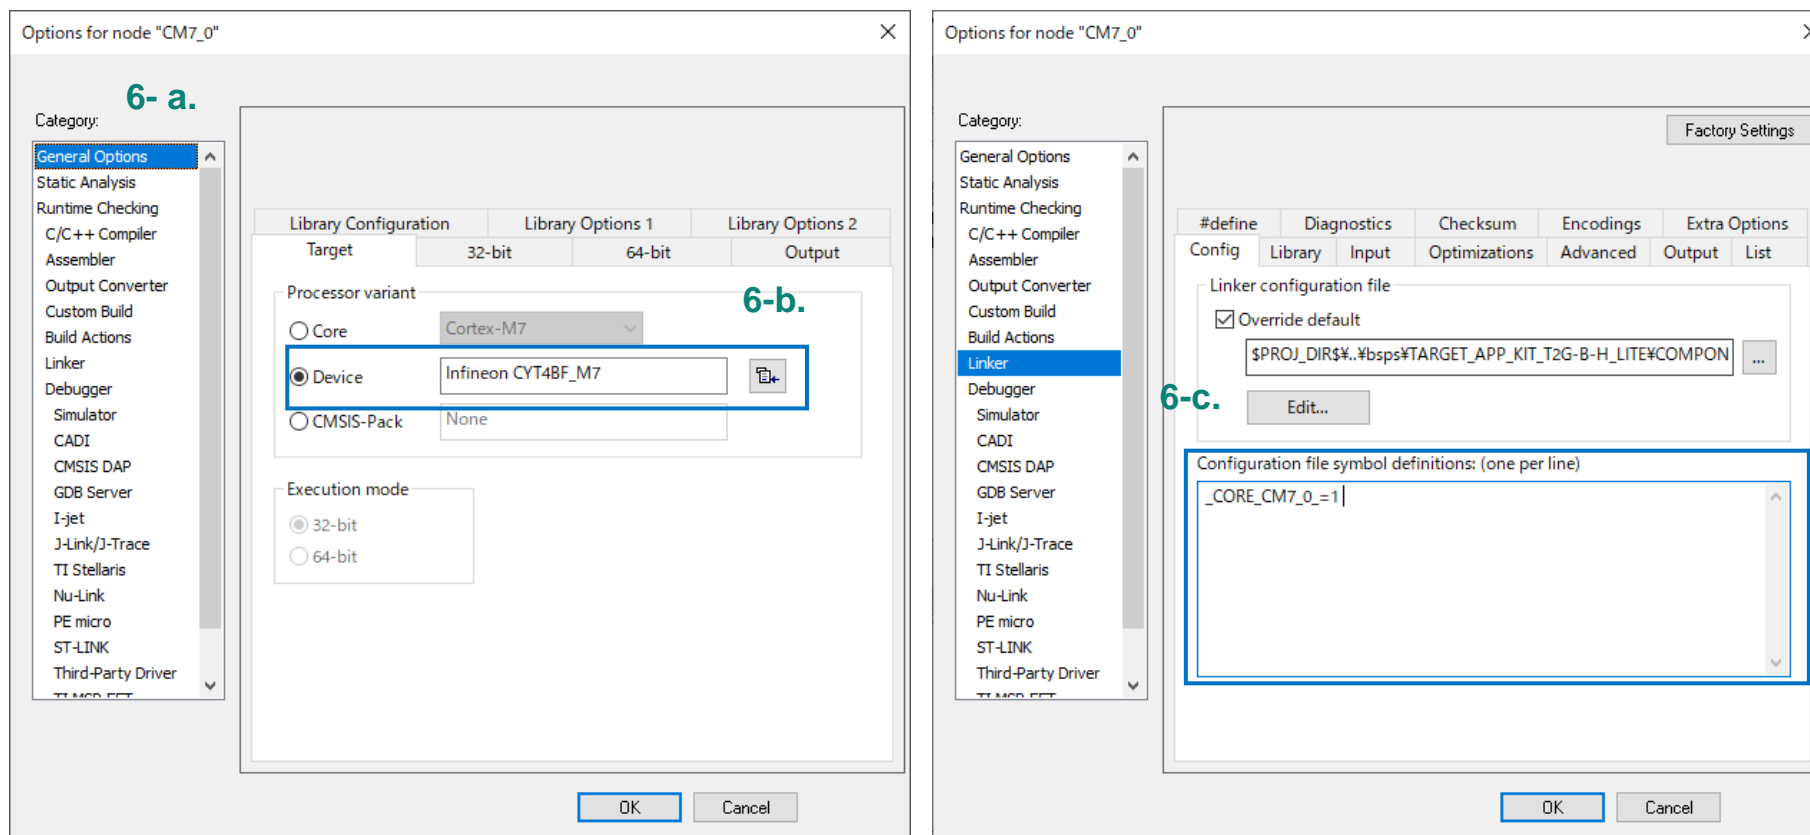 Options for node "CM7_0"
6- a.
Category:
General Options
Static Analysis
Runtime Checking
C/C++ Compiler
Assembler
Output Converter
Custom Build
Build Actions
Linker
Debugger
Simulator
CADI
CMSIS DAP
GDB Server
I-jet
J-Link/J-Trace
TI Stellaris
Nu-Link
PE micro
ST-LINK
Third-Party Driver
Library Configuration Library Options 1 Library Options 2
Target 32-bit 64-bit Output
Processor variant
6-b.
Core Cortex-M7
Device Infineon CYT4BF_M7
CMSIS-Pack None
Execution mode
32-bit
64-bit
OK Cancel
Options for node "CM7_0"
Category:
General Options
Static Analysis
Runtime Checking
C/C++ Compiler
Assembler
Output Converter
Custom Build
Build Actions
Linker
Debugger
Simulator
CADI
CMSIS DAP
GDB Server
I-jet
J-Link/J-Trace
TI Stellaris
Nu-Link
PE micro
ST-LINK
Third-Party Driver
Factory Settings
#define Diagnostics Checksum Encodings Extra Options
Config Library Input Optimizations Advanced Output List
Linker configuration file
Override default
$PROJ_DIR$¥..¥bsps¥TARGET_APP_KIT_T2G-B-H_LITE¥COMPON ...
6-c.
Edit...
Configuration file symbol definitions: (one per line)
_CORE_CM7_0_=1
OK Cancel